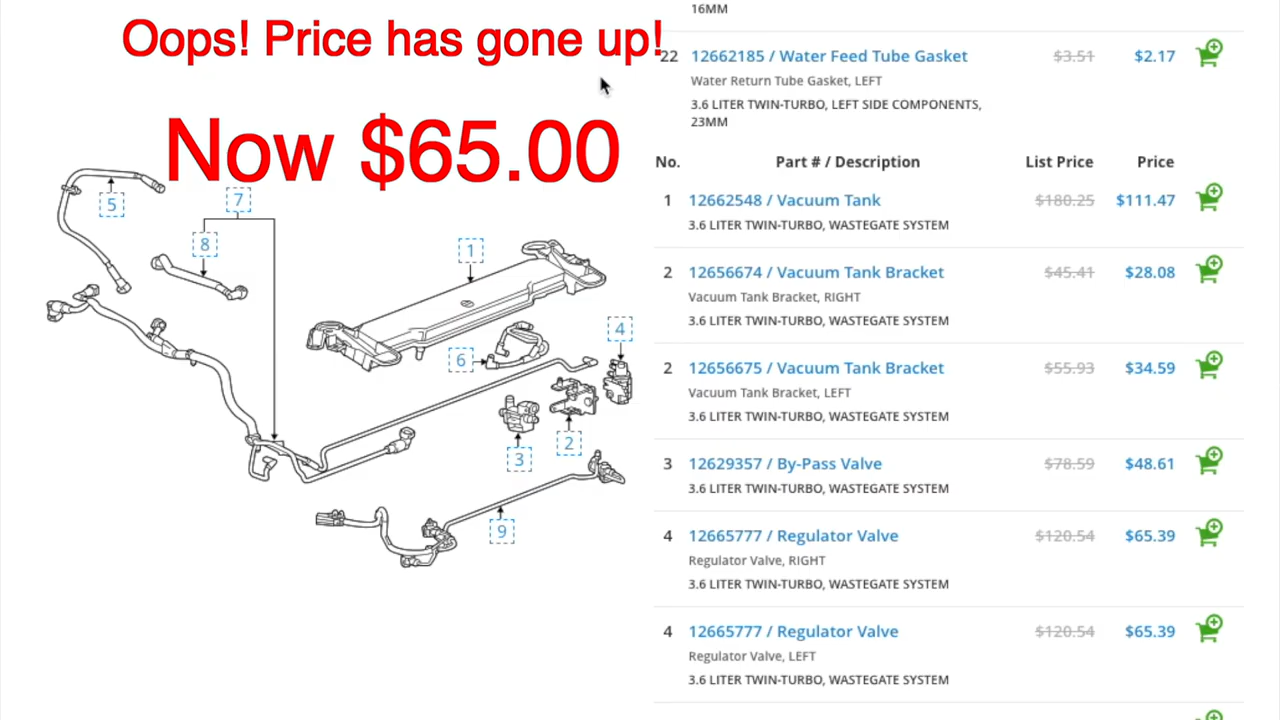 Oops! Price has gone up!
Now $65.00
5
7
8
1
6
4
3
2
9
16MM
22 12662185 / Water Feed Tube Gasket $3.51 $2.17
Water Return Tube Gasket, LEFT
3.6 LITER TWIN-TURBO, LEFT SIDE COMPONENTS,
23MM
No. Part # / Description List Price Price
1 12662548 / Vacuum Tank $180.25 $111.47
3.6 LITER TWIN-TURBO, WASTEGATE SYSTEM
2 12656674 / Vacuum Tank Bracket $45.41 $28.08
Vacuum Tank Bracket, RIGHT
3.6 LITER TWIN-TURBO, WASTEGATE SYSTEM
2 12656675 / Vacuum Tank Bracket $55.93 $34.59
Vacuum Tank Bracket, LEFT
3.6 LITER TWIN-TURBO, WASTEGATE SYSTEM
3 12629357 / By-Pass Valve $78.59 $48.61
3.6 LITER TWIN-TURBO, WASTEGATE SYSTEM
4 12665777 / Regulator Valve $120.54 $65.39
Regulator Valve, RIGHT
3.6 LITER TWIN-TURBO, WASTEGATE SYSTEM
4 12665777 / Regulator Valve $120.54 $65.39
Regulator Valve, LEFT
3.6 LITER TWIN-TURBO, WASTEGATE SYSTEM